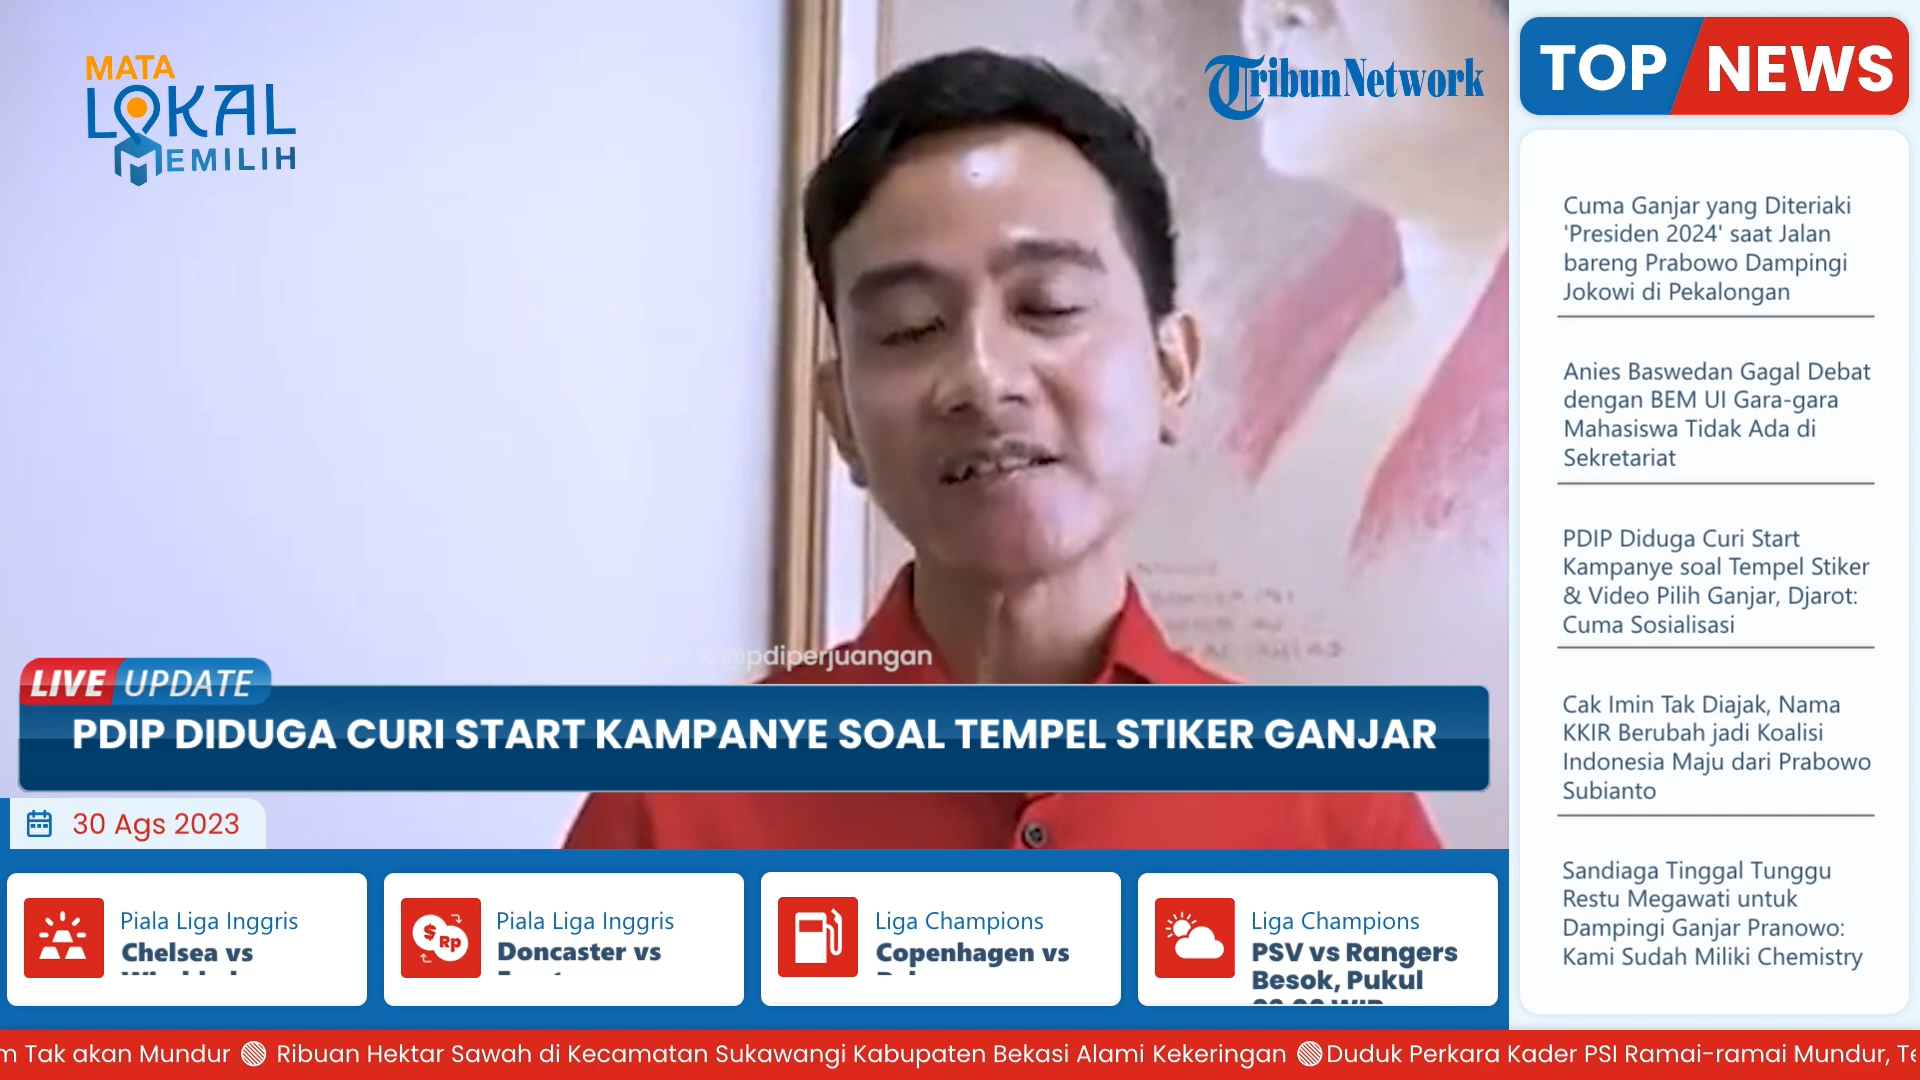 MATA
LOKAL
MEMILIH
TribunNetwork
TOP NEWS
Cuma Ganjar yang Diteriaki
'Presiden 2024' saat Jalan
bareng Prabowo Dampingi
Jokowi di Pekalongan
Anies Baswedan Gagal Debat
dengan BEM UI Gara-gara
Mahasiswa Tidak Ada di
Sekretariat
PDIP Diduga Curi Start
Kampanye soal Tempel Stiker
& Video Pilih Ganjar, Djarot:
Cuma Sosialisasi
Cak Imin Tak Diajak, Nama
KKIR Berubah jadi Koalisi
Indonesia Maju dari Prabowo
Subianto
Sandiaga Tinggal Tunggu
Restu Megawati untuk
Dampingi Ganjar Pranowo:
Kami Sudah Miliki Chemistry
@pdiperjuangan
LIVE UPDATE
PDIP DIDUGA CURI START KAMPANYE SOAL TEMPEL STIKER GANJAR
30 Ags 2023
Piala Liga Inggris
Chelsea vs
$ Rp
Piala Liga Inggris
Doncaster vs
Liga Champions
Copenhagen vs
Liga Champions
PSV vs Rangers
Besok, Pukul
m Tak akan Mundur Ribuan Hektar Sawah di Kecamatan Sukawangi Kabupaten Bekasi Alami Kekeringan Duduk Perkara Kader PSI Ramai-ramai Mundur, Te